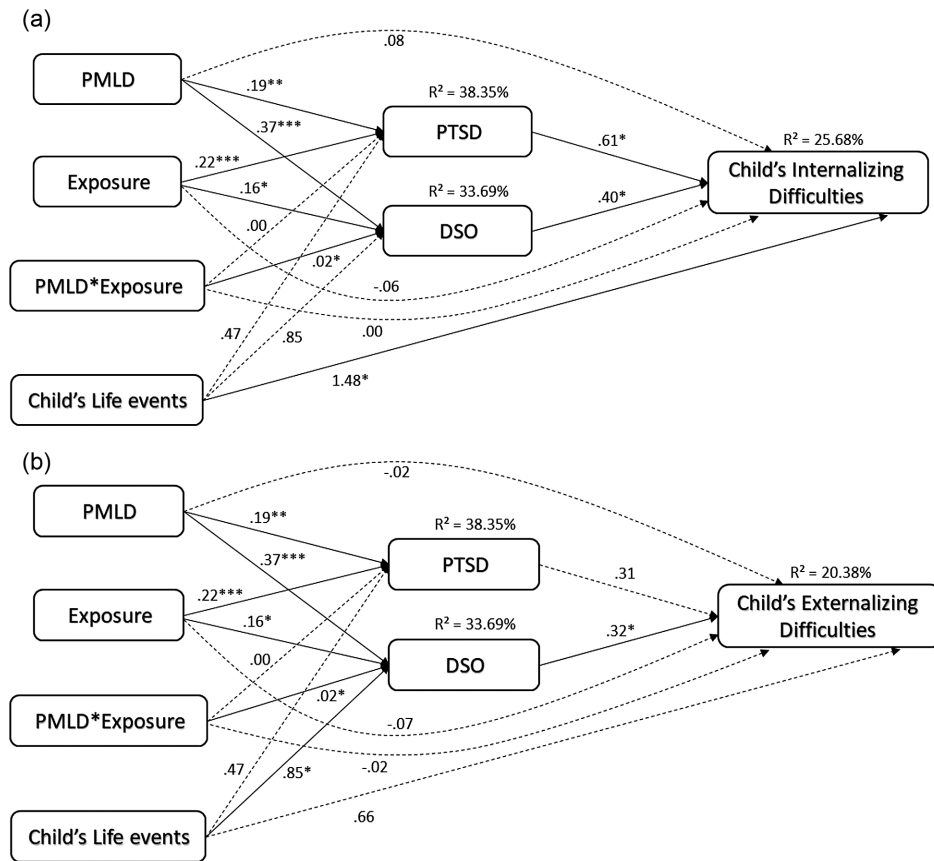 (a)
.08
PMLD
.19**
R² = 38.35%
PTSD
.37***
.61*
R² = 25.68%
Child's Internalizing
Difficulties
.22***
Exposure
.16*
R² = 33.69%
DSO
.40*
.00
.02*
PMLD*Exposure
-.06
.00
.47
.85
1.48*
Child's Life events
(b)
-.02
PMLD
.19**
R² = 38.35%
PTSD
.37***
.31
R² = 20.38%
Child's Externalizing
Difficulties
.22***
Exposure
.16*
R² = 33.69%
DSO
.32*
.00
.02*
PMLD*Exposure
-.07
-.02
.47
.85*
.66
Child's Life events